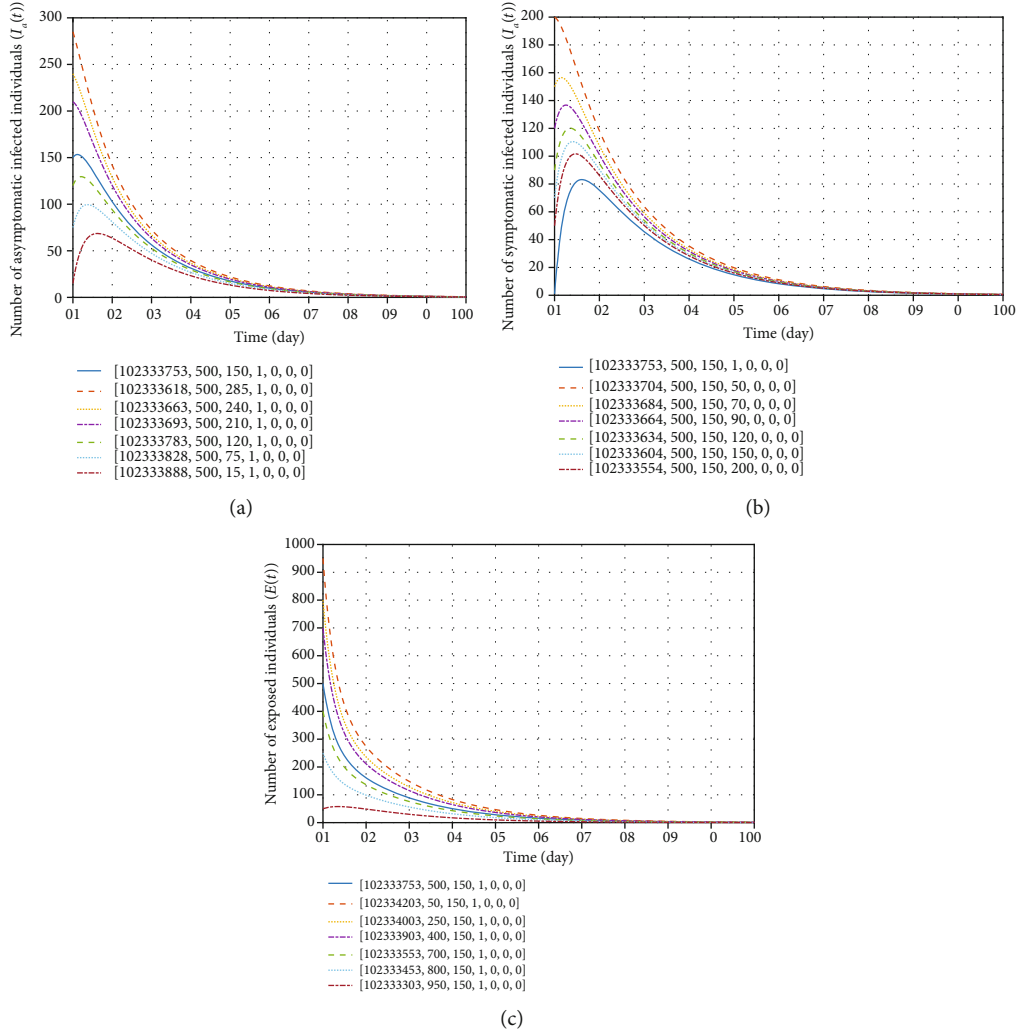 Number of asymptomatic infected individuals (I_a(t))
300
250
200
150
100
50
0
01 02 03 04 05 06 07 08 09 0 100
Time (day)
[102333753, 500, 150, 1, 0, 0, 0]
[102333618, 500, 285, 1, 0, 0, 0]
[102333663, 500, 240, 1, 0, 0, 0]
[102333693, 500, 210, 1, 0, 0, 0]
[102333783, 500, 120, 1, 0, 0, 0]
[102333828, 500, 75, 1, 0, 0, 0]
[102333888, 500, 15, 1, 0, 0, 0]
(a)
Number of symptomatic infected individuals (I_a(t))
200
180
160
140
120
100
80
60
40
20
0
01 02 03 04 05 06 07 08 09 0 100
Time (day)
[102333753, 500, 150, 1, 0, 0, 0]
[102333704, 500, 150, 50, 0, 0, 0]
[102333684, 500, 150, 70, 0, 0, 0]
[102333664, 500, 150, 90, 0, 0, 0]
[102333634, 500, 150, 120, 0, 0, 0]
[102333604, 500, 150, 150, 0, 0, 0]
[102333554, 500, 150, 200, 0, 0, 0]
(b)
Number of exposed individuals (E(t))
1000
900
800
700
600
500
400
300
200
100
0
01 02 03 04 05 06 07 08 09 0 100
Time (day)
[102333753, 500, 150, 1, 0, 0, 0]
[102334203, 50, 150, 1, 0, 0, 0]
[102334003, 250, 150, 1, 0, 0, 0]
[102333903, 400, 150, 1, 0, 0, 0]
[102333553, 700, 150, 1, 0, 0, 0]
[102333453, 800, 150, 1, 0, 0, 0]
[102333303, 950, 150, 1, 0, 0, 0]
(c)